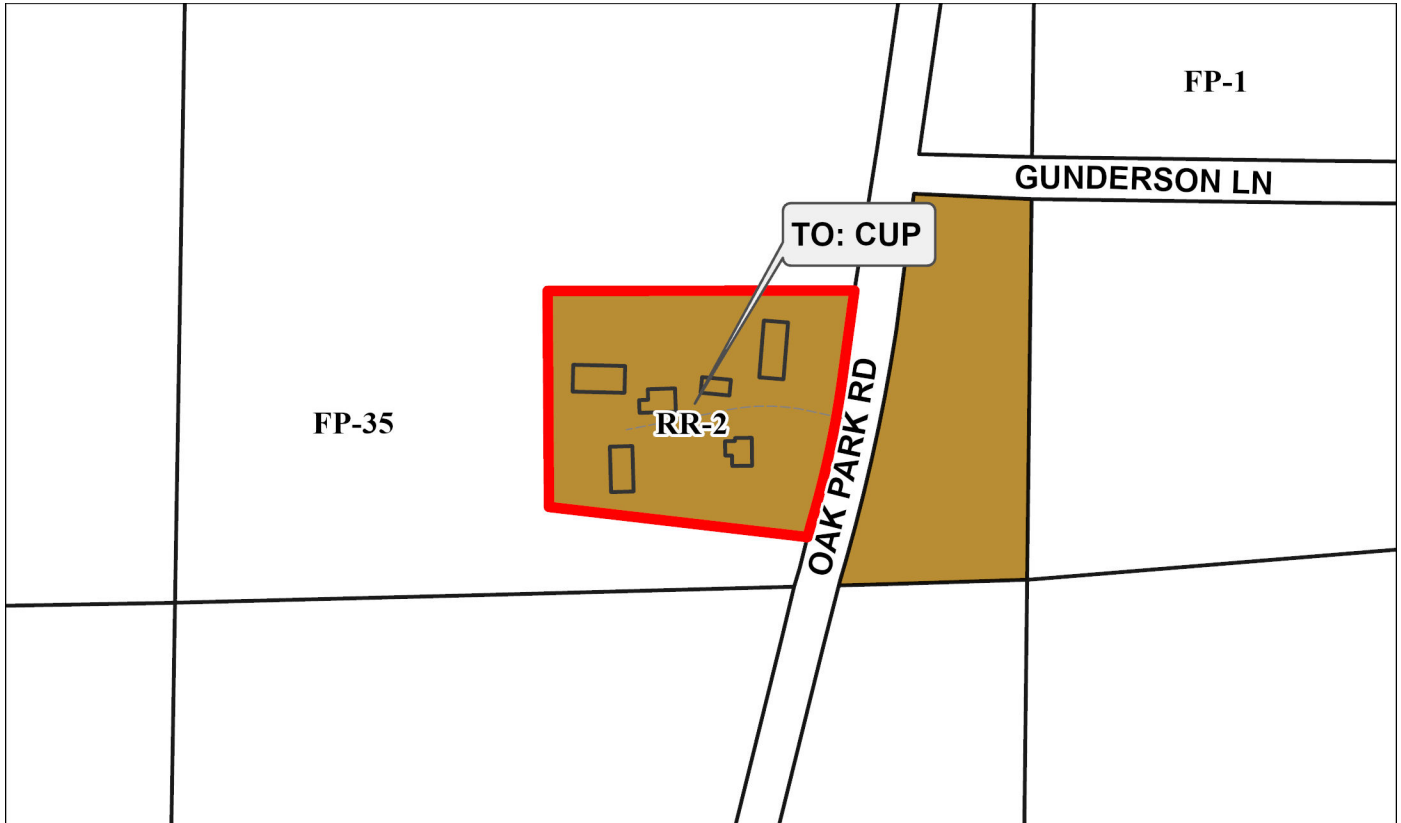 FP-1
GUNDERSON LN
TO: CUP
OAK PARK RD
FP-35
RR-2